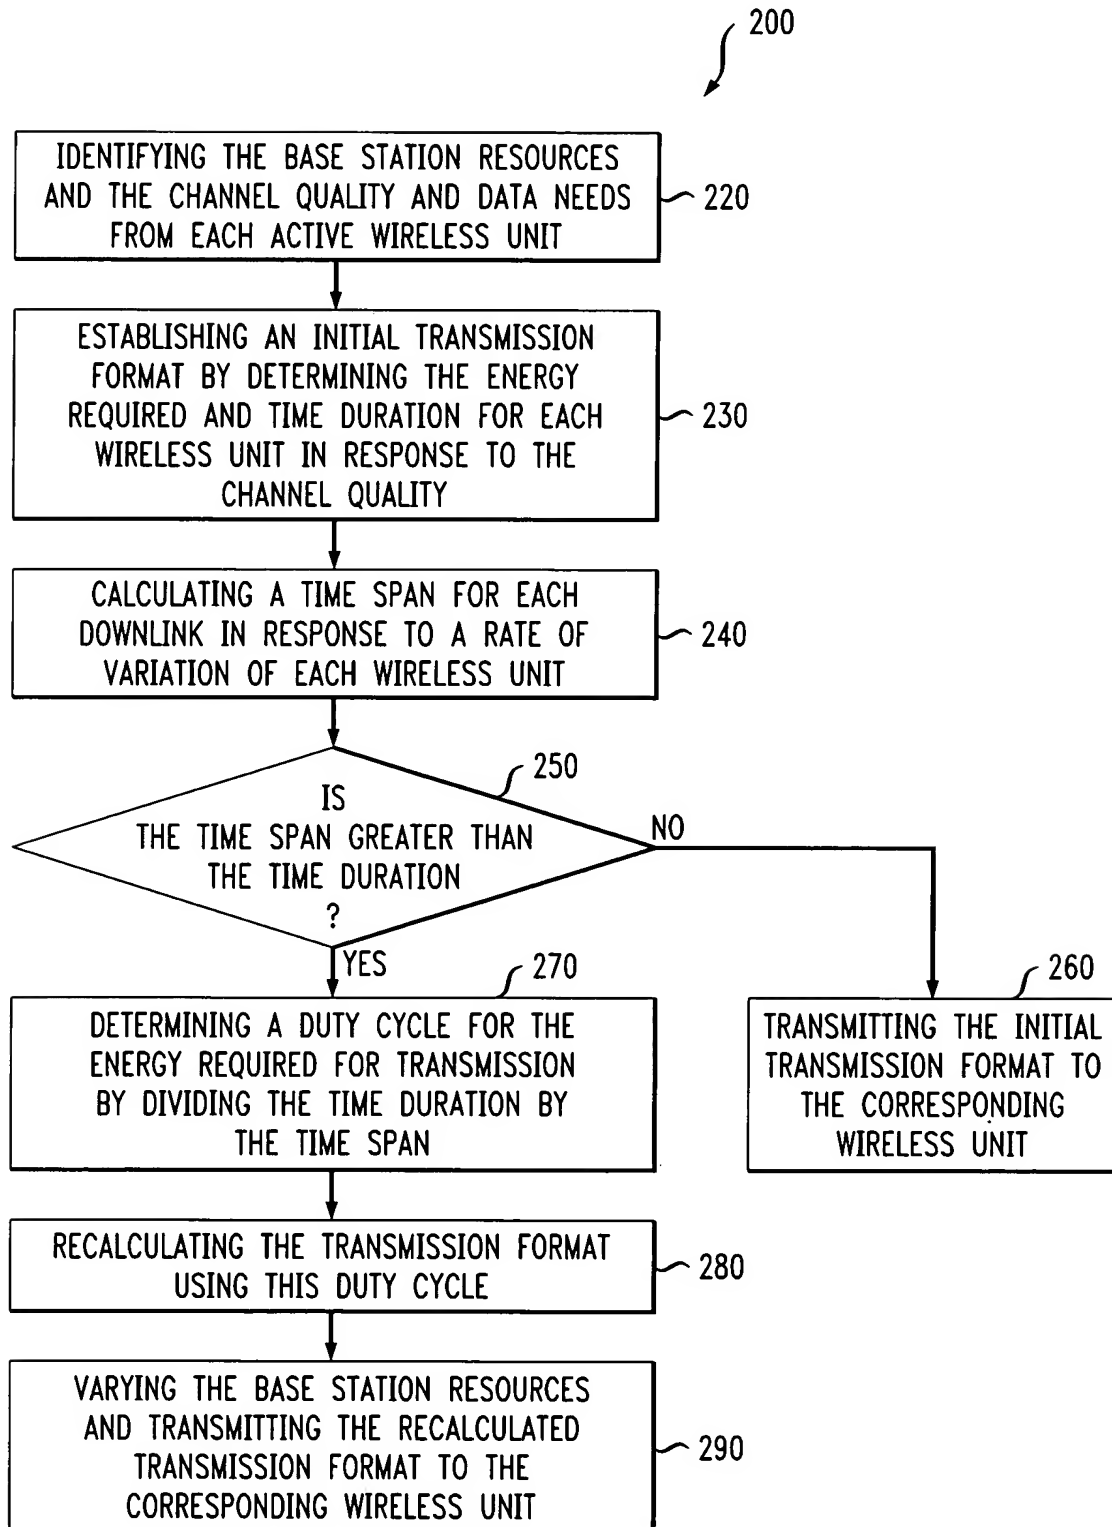 200
IDENTIFYING THE BASE STATION RESOURCES
AND THE CHANNEL QUALITY AND DATA NEEDS
FROM EACH ACTIVE WIRELESS UNIT
220
ESTABLISHING AN INITIAL TRANSMISSION
FORMAT BY DETERMINING THE ENERGY
REQUIRED AND TIME DURATION FOR EACH
WIRELESS UNIT IN RESPONSE TO THE
CHANNEL QUALITY
230
CALCULATING A TIME SPAN FOR EACH
DOWNLINK IN RESPONSE TO A RATE OF
VARIATION OF EACH WIRELESS UNIT
240
250
IS
THE TIME SPAN GREATER THAN
THE TIME DURATION
?
NO
YES
270
DETERMINING A DUTY CYCLE FOR THE
ENERGY REQUIRED FOR TRANSMISSION
BY DIVIDING THE TIME DURATION BY
THE TIME SPAN
260
TRANSMITTING THE INITIAL
TRANSMISSION FORMAT TO
THE CORRESPONDING
WIRELESS UNIT
RECALCULATING THE TRANSMISSION FORMAT
USING THIS DUTY CYCLE
280
VARYING THE BASE STATION RESOURCES
AND TRANSMITTING THE RECALCULATED
TRANSMISSION FORMAT TO THE
CORRESPONDING WIRELESS UNIT
290